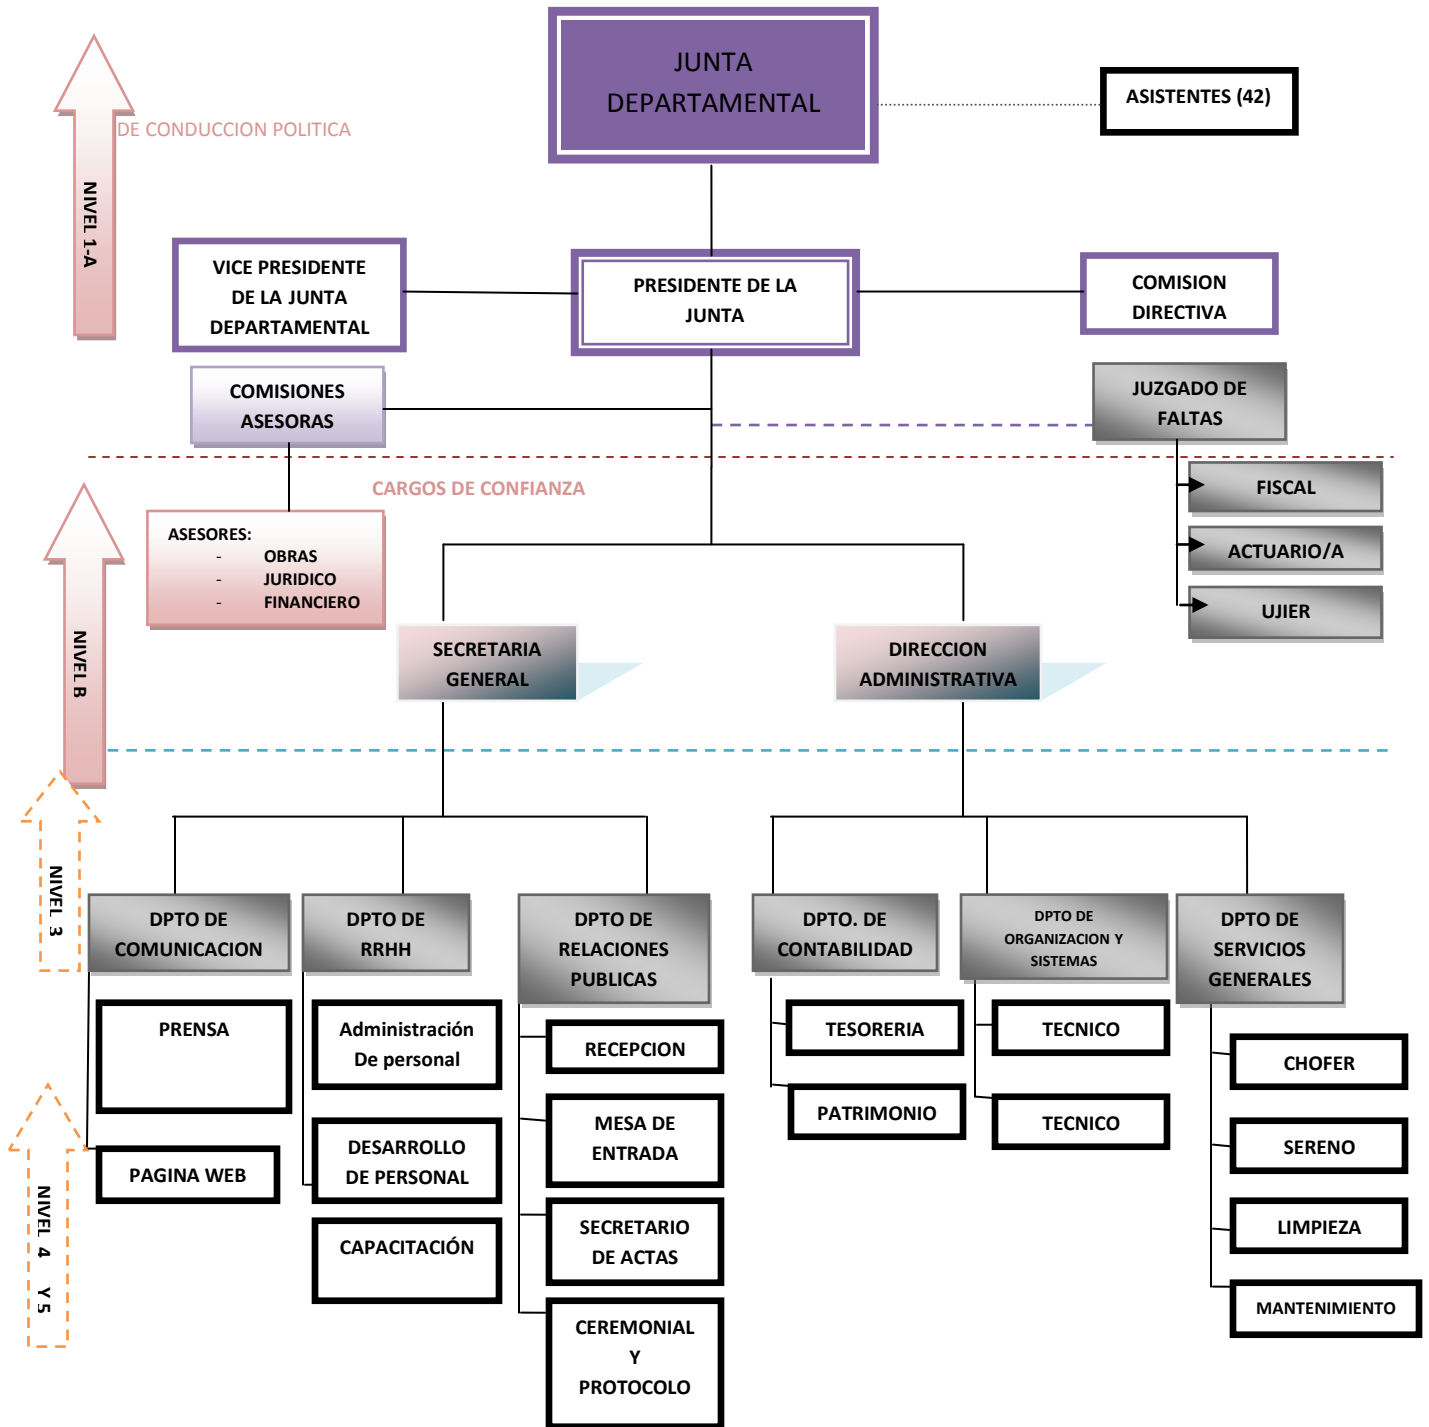 JUNTA
DEPARTAMENTAL
ASISTENTES (42)
DE CONDUCCION POLITICA
NIVEL 1-A
VICE PRESIDENTE
DE LA JUNTA
DEPARTAMENTAL
PRESIDENTE DE LA
JUNTA
COMISION
DIRECTIVA
COMISIONES
ASESORAS
JUZGADO DE
FALTAS
CARGOS DE CONFIANZA
FISCAL
ACTUARIO/A
UJIER
ASESORES:
- OBRAS
- JURIDICO
- FINANCIERO
NIVEL B
SECRETARIA
GENERAL
DIRECCION
ADMINISTRATIVA
NIVEL 3
DPTO DE
COMUNICACION
DPTO DE
RRHH
DPTO DE
RELACIONES
PUBLICAS
DPTO. DE
CONTABILIDAD
DPTO DE
ORGANIZACION Y
SISTEMAS
DPTO DE
SERVICIOS
GENERALES
PRENSA
PAGINA WEB
Administración
De personal
DESARROLLO
DE PERSONAL
CAPACITACIÓN
RECEPCION
MESA DE
ENTRADA
SECRETARIO
DE ACTAS
CEREMONIAL
Y
PROTOCOLO
TESORERIA
PATRIMONIO
TECNICO
TECNICO
CHOFER
SERENO
LIMPIEZA
MANTENIMIENTO
NIVEL 4 Y 5